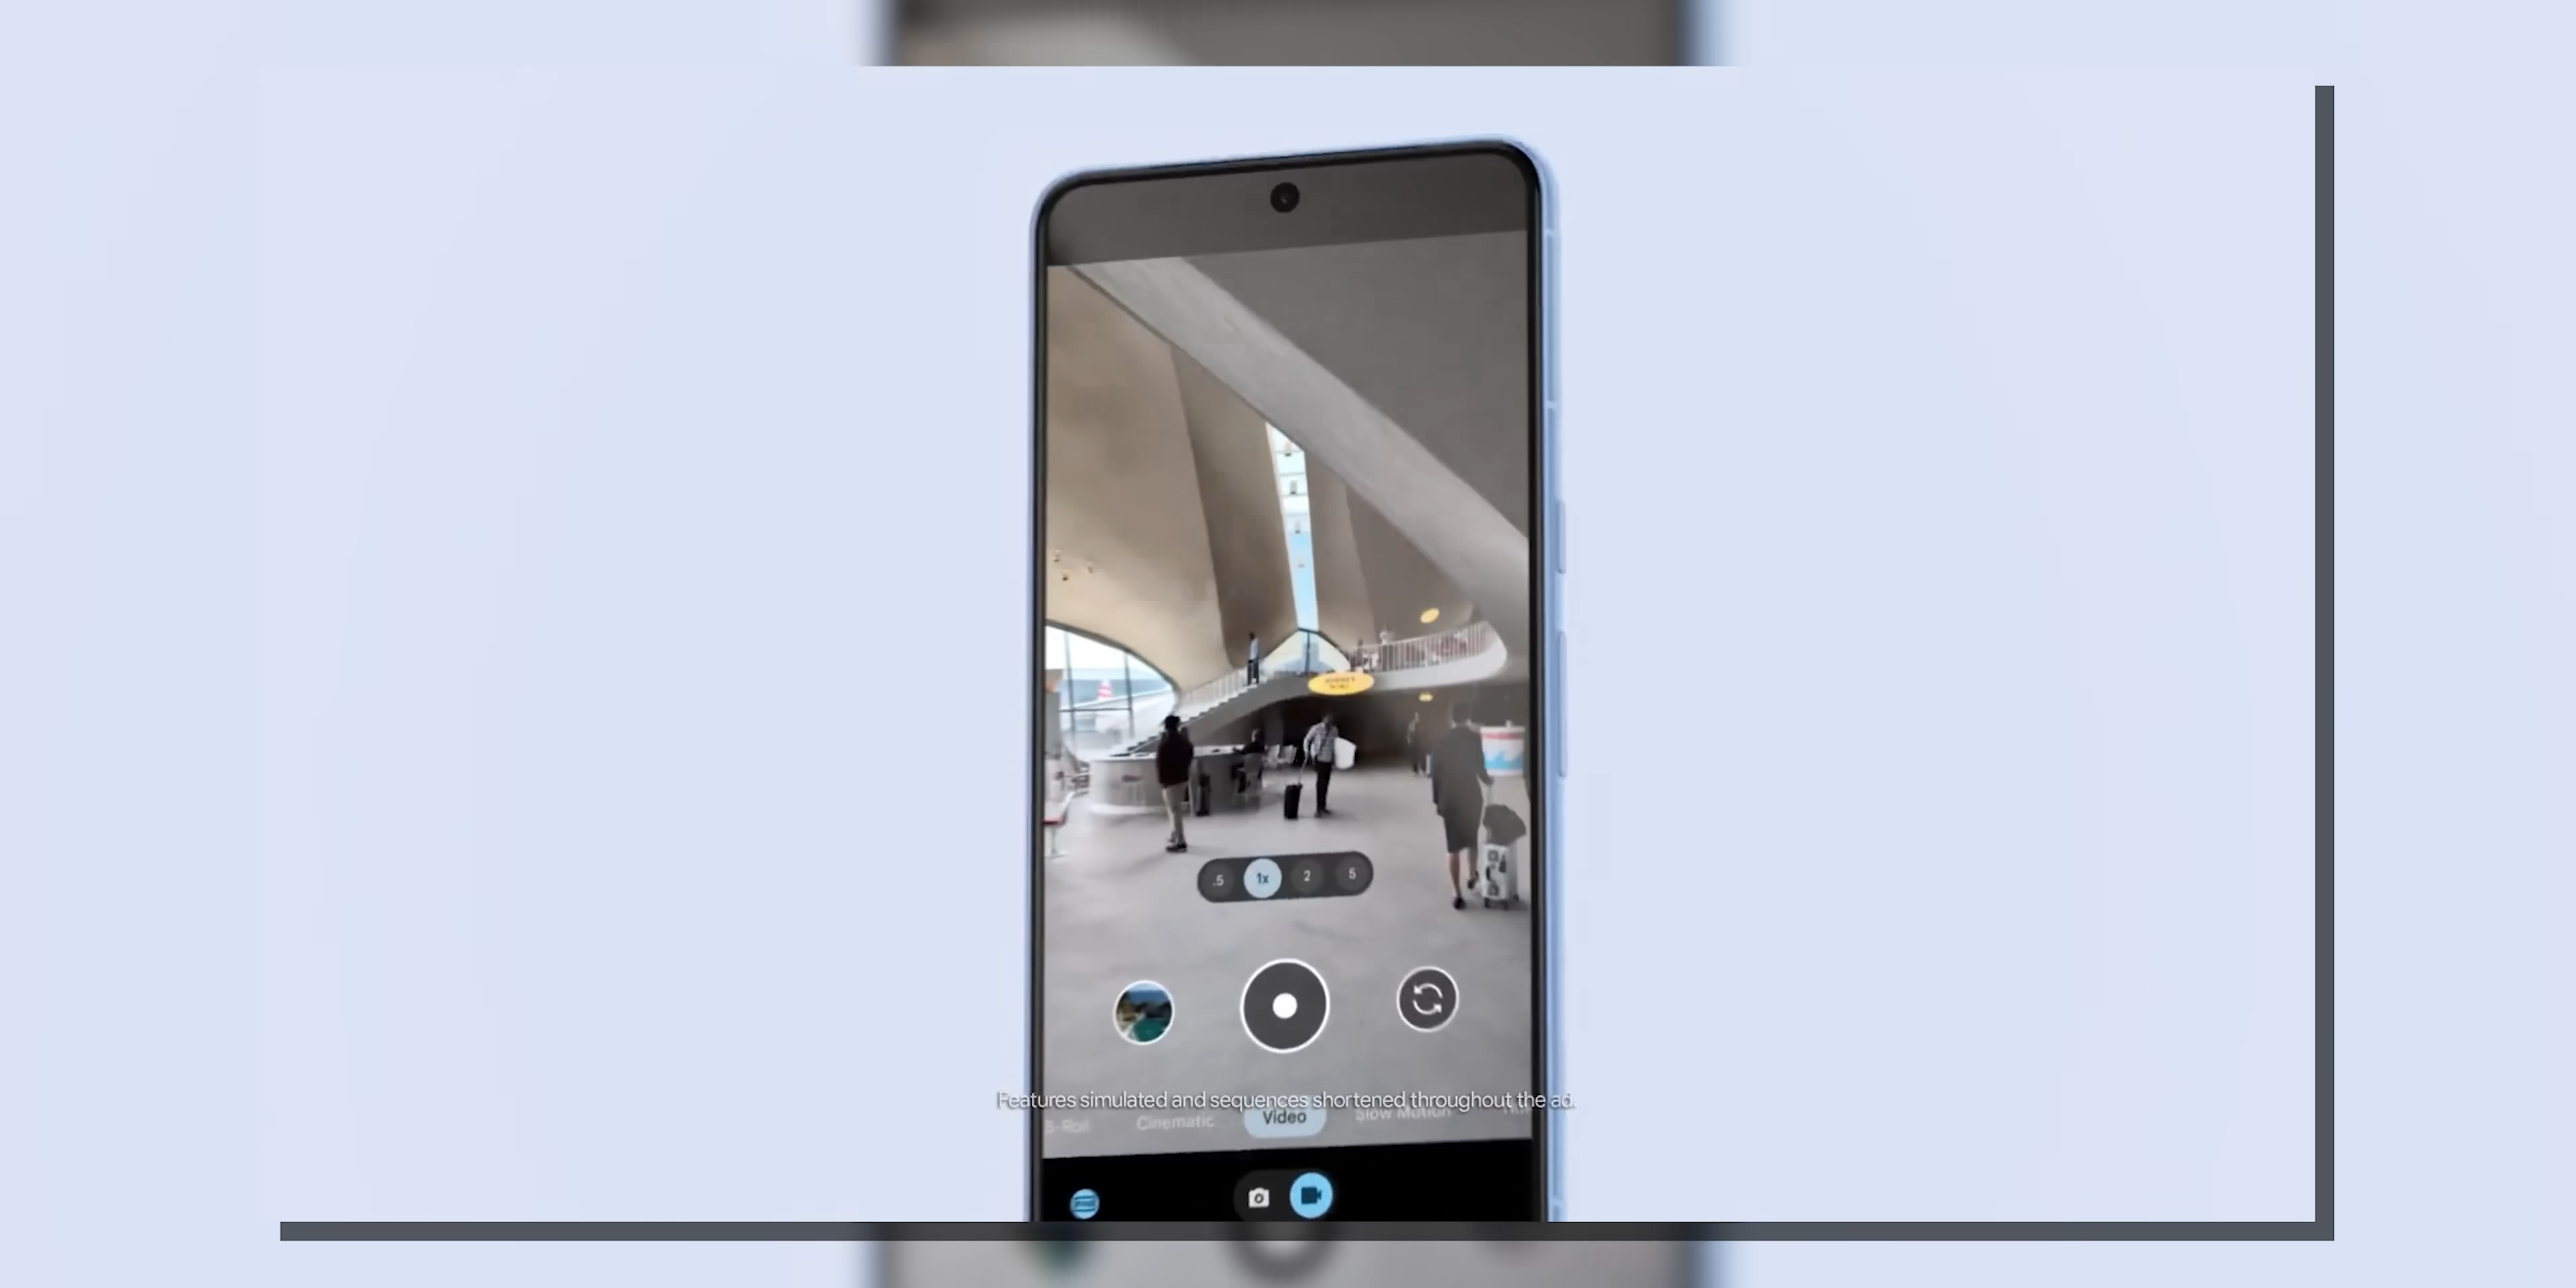 .5 1x 2 5
Features simulated and sequences shortened throughout the ad.
Cinematic Video Slow Motion